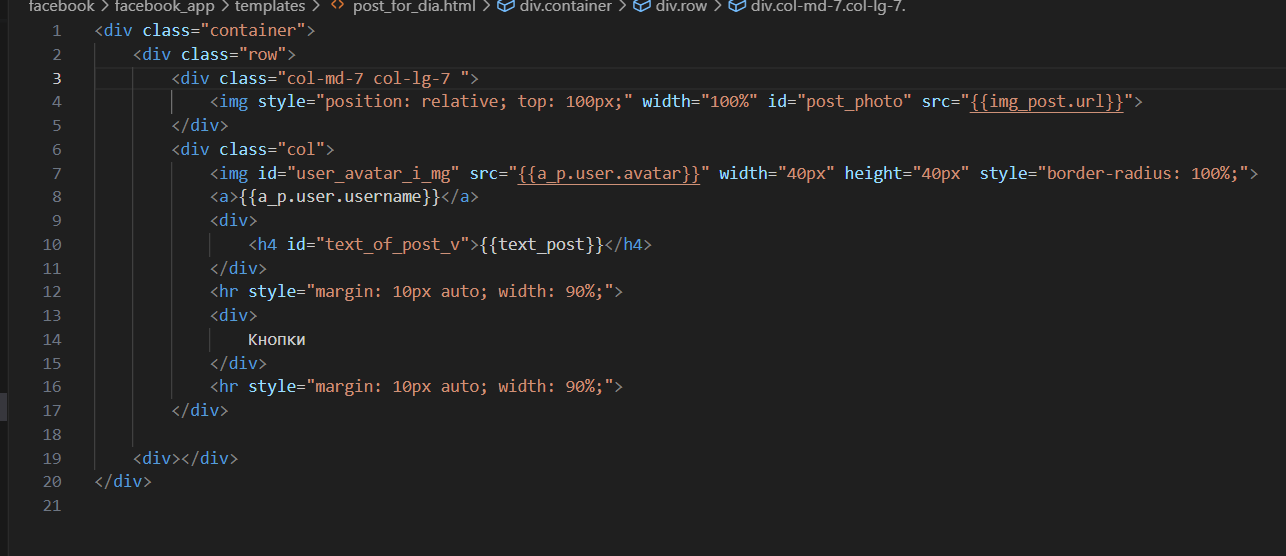 facebook > facebook_app > templates > <> post_for_dia.html > div.container > div.row > div.col-md-7.col-lg-7.
1 <div class="container">
2 <div class="row">
3 <div class="col-md-7 col-lg-7 ">
4 <img style="position: relative; top: 100px;" width="100%" id="post_photo" src="{{img_post.url}}">
5 </div>
6 <div class="col">
7 <img id="user_avatar_i_mg" src="{{a_p.user.avatar}}" width="40px" height="40px" style="border-radius: 100%;">
8 <a>{{a_p.user.username}}</a>
9 <div>
10 <h4 id="text_of_post_v">{{text_post}}</h4>
11 </div>
12 <hr style="margin: 10px auto; width: 90%;">
13 <div>
14 Кнопки
15 </div>
16 <hr style="margin: 10px auto; width: 90%;">
17 </div>
18
19 <div></div>
20 </div>
21